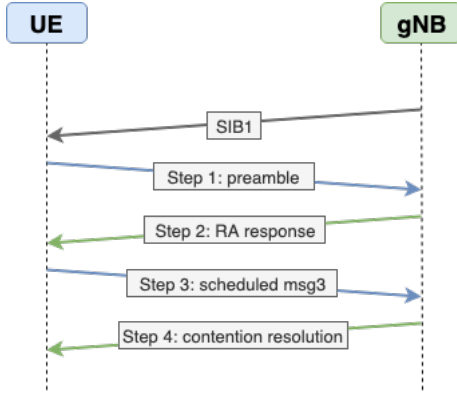 UE
gNB
SIB1
Step 1: preamble
Step 2: RA response
Step 3: scheduled msg3
Step 4: contention resolution